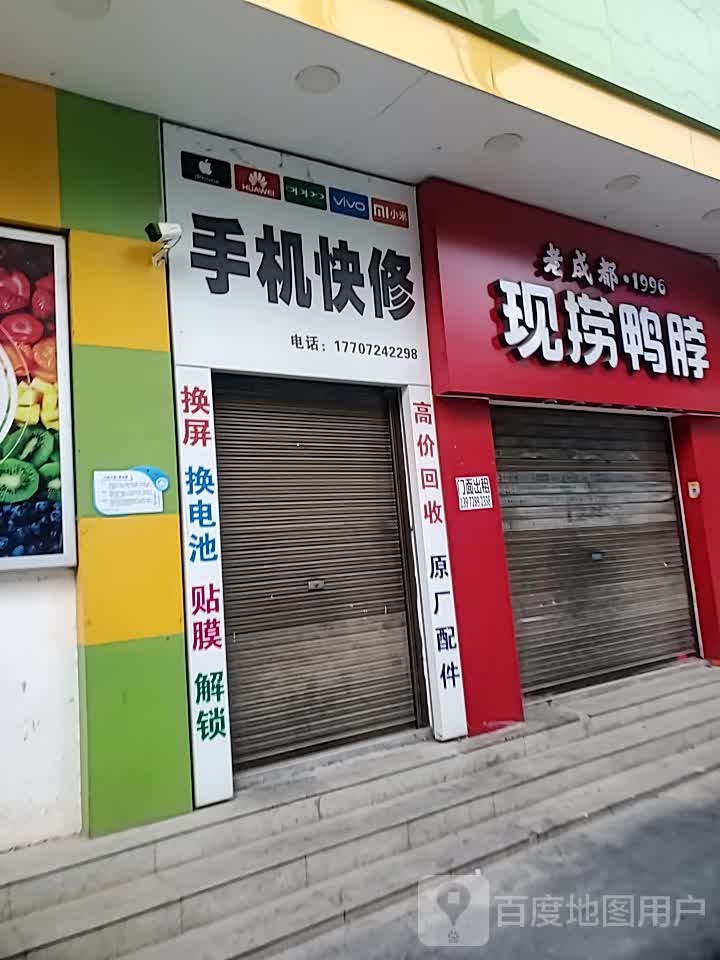 iPhone
HUAWEI
oppo
vivo
mi小米
手机快修
电话：17707242298
换屏 换电池 贴膜 解锁
高价回收 原厂配件
老成都·1996
现捞鸭脖
门面出租
百度地图用户